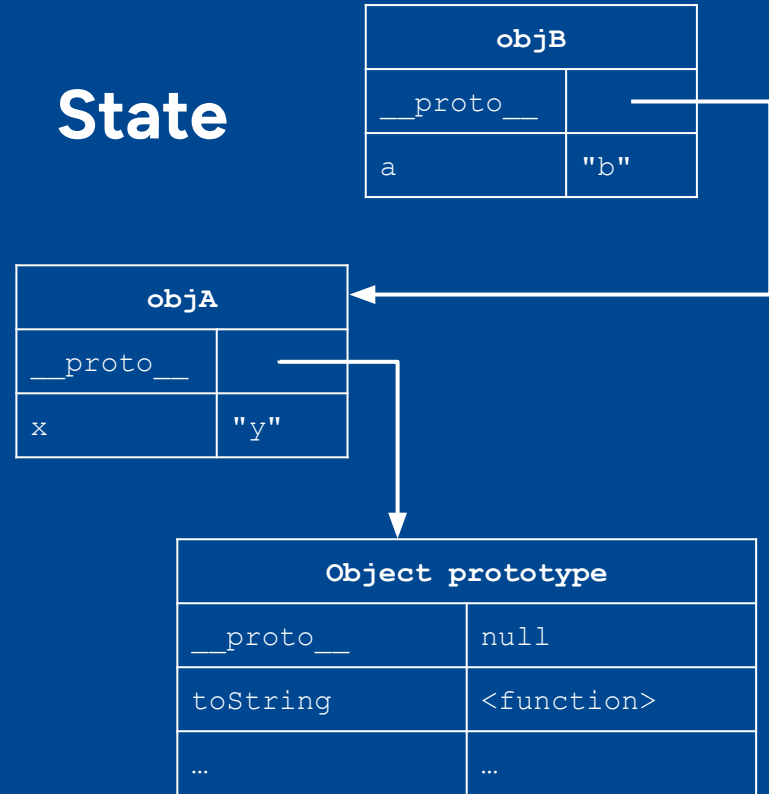 State
objB
__proto__
a "b"
objA
__proto__
x "y"
Object prototype
__proto__ null
toString <function>
… …